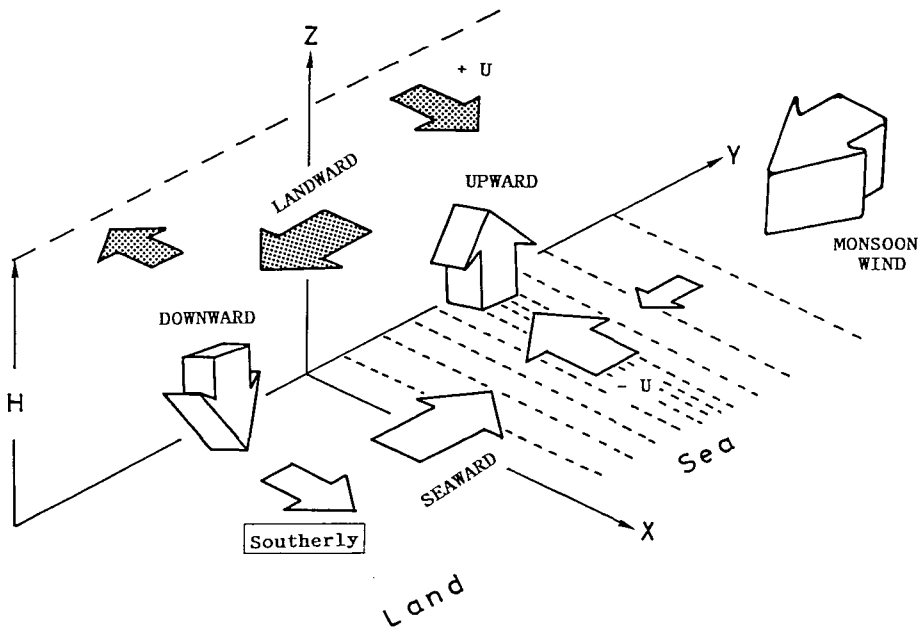 Z
+ U
LANDWARD
Y
UPWARD
MONSOON
WIND
DOWNWARD
H
- U
SEAWARD
Sea
X
Southerly
Land